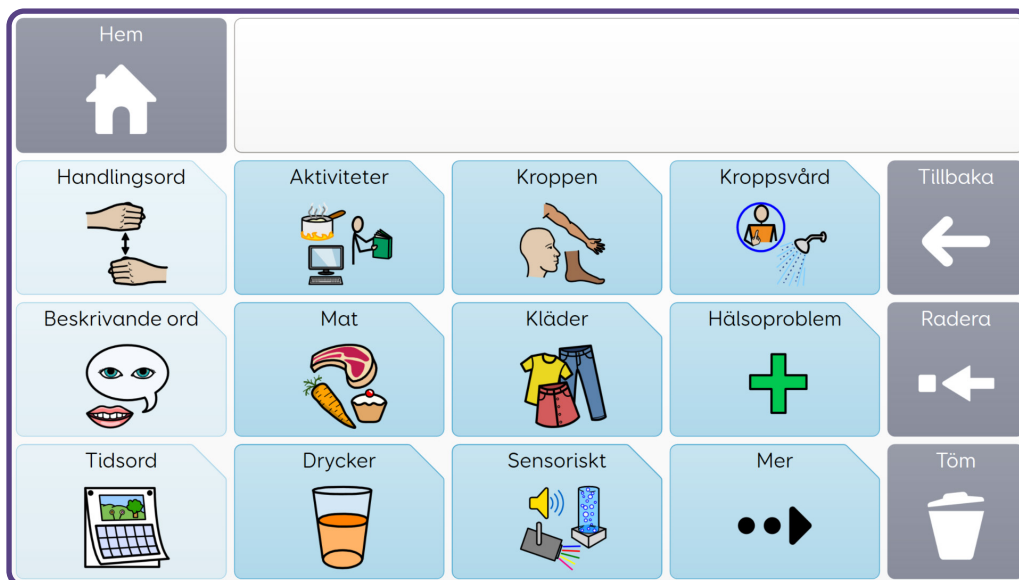 Hem
Handlingsord
Aktiviteter
Kroppen
Kroppsvård
Tillbaka
Beskrivande ord
Mat
Kläder
Hälsoproblem
Radera
Tidsord
Drycker
Sensoriskt
Mer
Töm